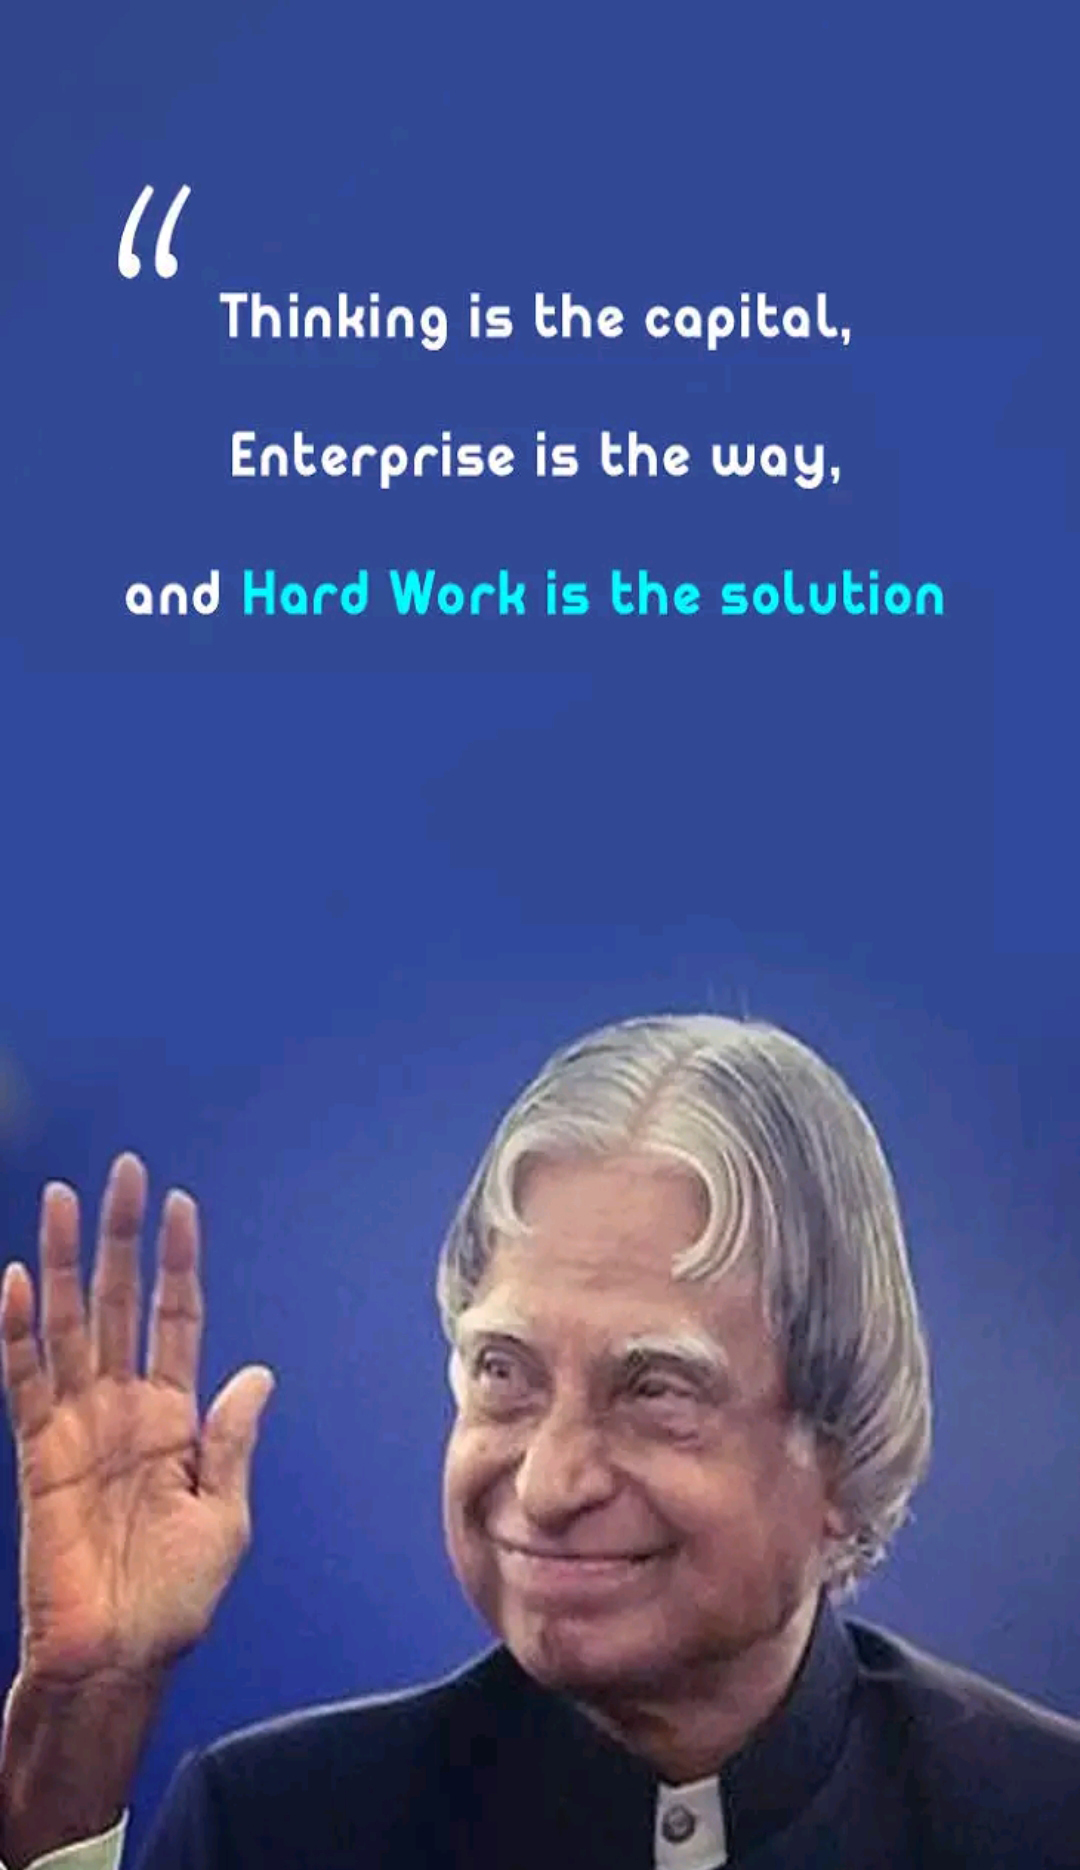 “
Thinking is the capital,
Enterprise is the way,
and Hard Work is the solution